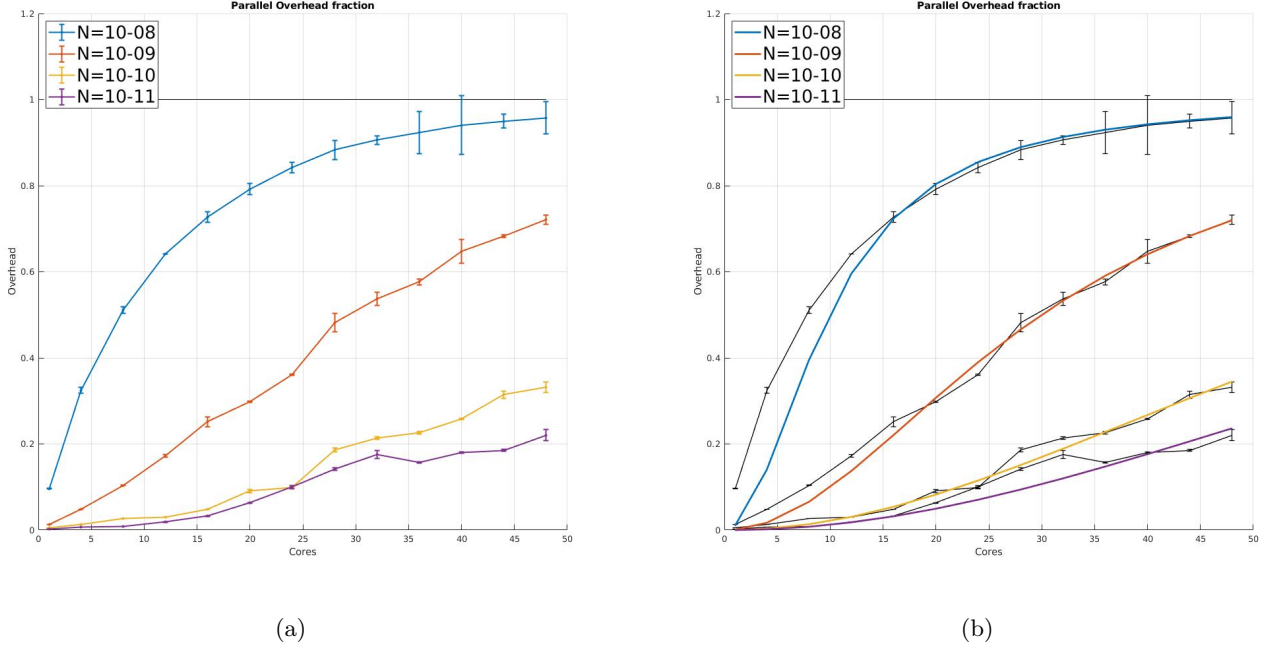 Parallel Overhead fraction
1.2
1
0.8
0.6
0.4
0.2
0
Overhead
N=10-08
N=10-09
N=10-10
N=10-11
0 5 10 15 20 25 30 35 40 45 50
Cores
(a)
Parallel Overhead fraction
1.2
1
0.8
0.6
0.4
0.2
0
Overhead
N=10-08
N=10-09
N=10-10
N=10-11
0 5 10 15 20 25 30 35 40 45 50
Cores
(b)